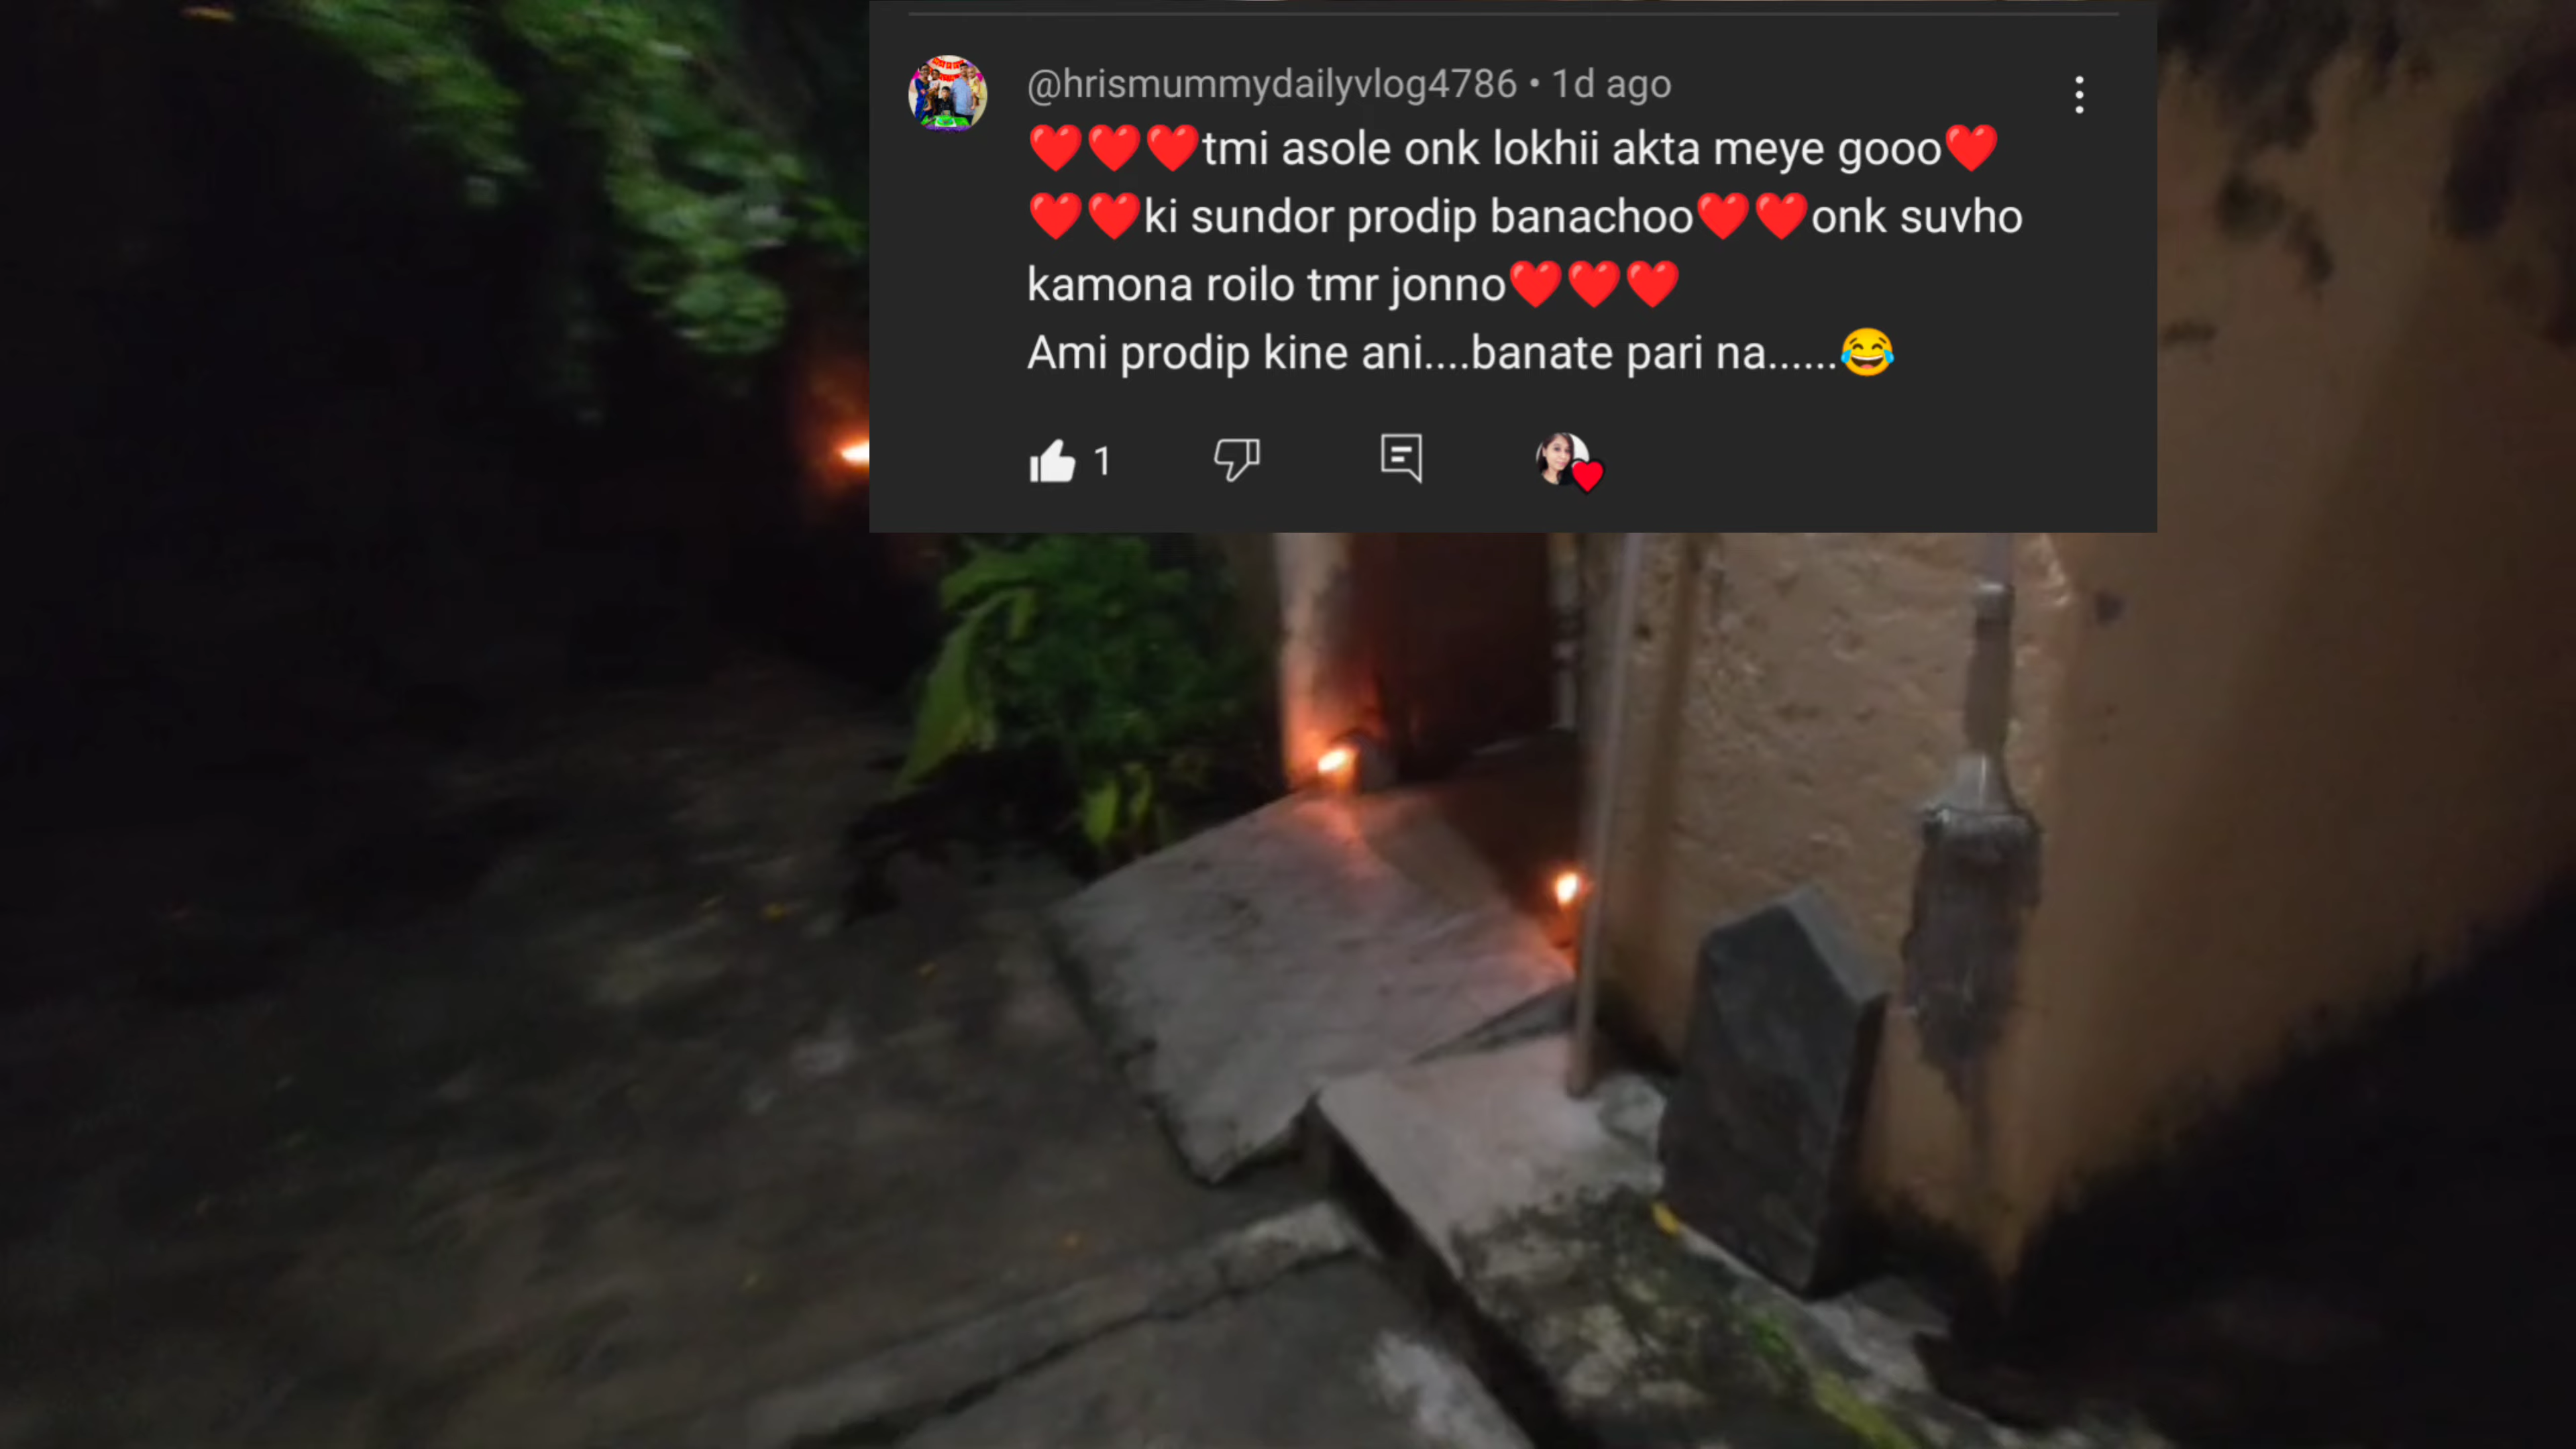 @hrismummydailyvlog4786 • 1d ago
❤️❤️❤️tmi asole onk lokhii akta meye gooo❤️
❤️❤️ki sundor prodip banachoo❤️❤️onk suvho
kamona roilo tmr jonno❤️❤️❤️
Ami prodip kine ani....banate pari na......😂
1